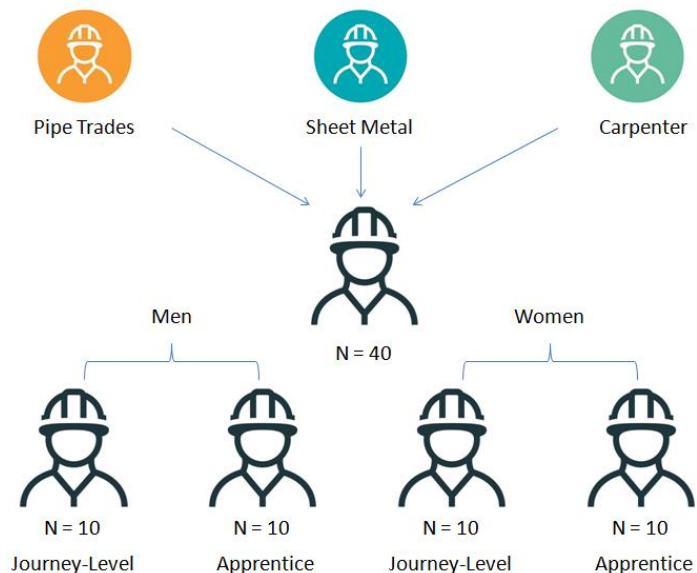 Pipe Trades
Sheet Metal
Carpenter
Men
Women
N = 40
N = 10
N = 10
N = 10
N = 10
Journey-Level
Apprentice
Journey-Level
Apprentice